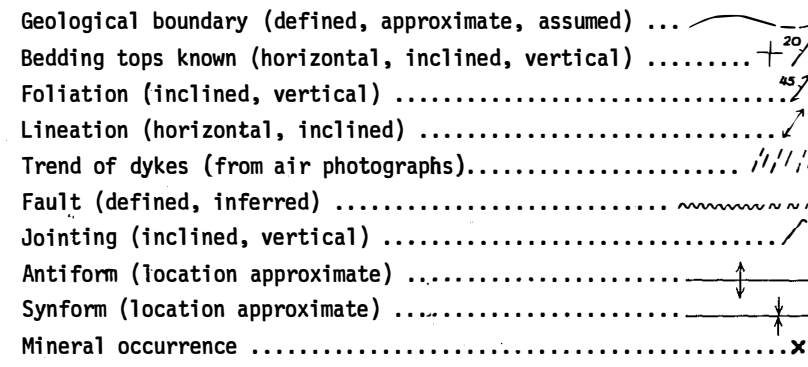 Geological boundary (defined, approximate, assumed) ...
Bedding tops known (horizontal, inclined, vertical) ......... 20
Foliation (inclined, vertical) ................................ 45
Lineation (horizontal, inclined) ..............................
Trend of dykes (from air photographs).......................
Fault (defined, inferred) .............................
Jointing (inclined, vertical) .................................
Antiform (location approximate) ........................
Synform (location approximate) ........................
Mineral occurrence .............................................x